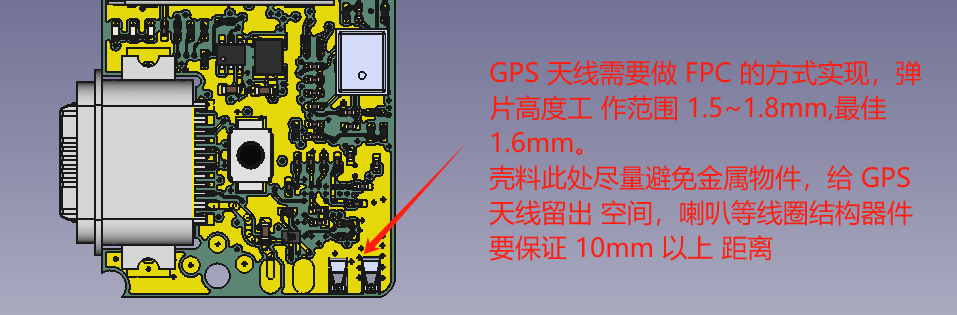 GPS 天线需要做 FPC 的方式实现，弹
片高度工 作范围 1.5~1.8mm,最佳
1.6mm。
壳料此处尽量避免金属物件，给 GPS
天线留出 空间，喇叭等线圈结构器件
要保证 10mm 以上 距离